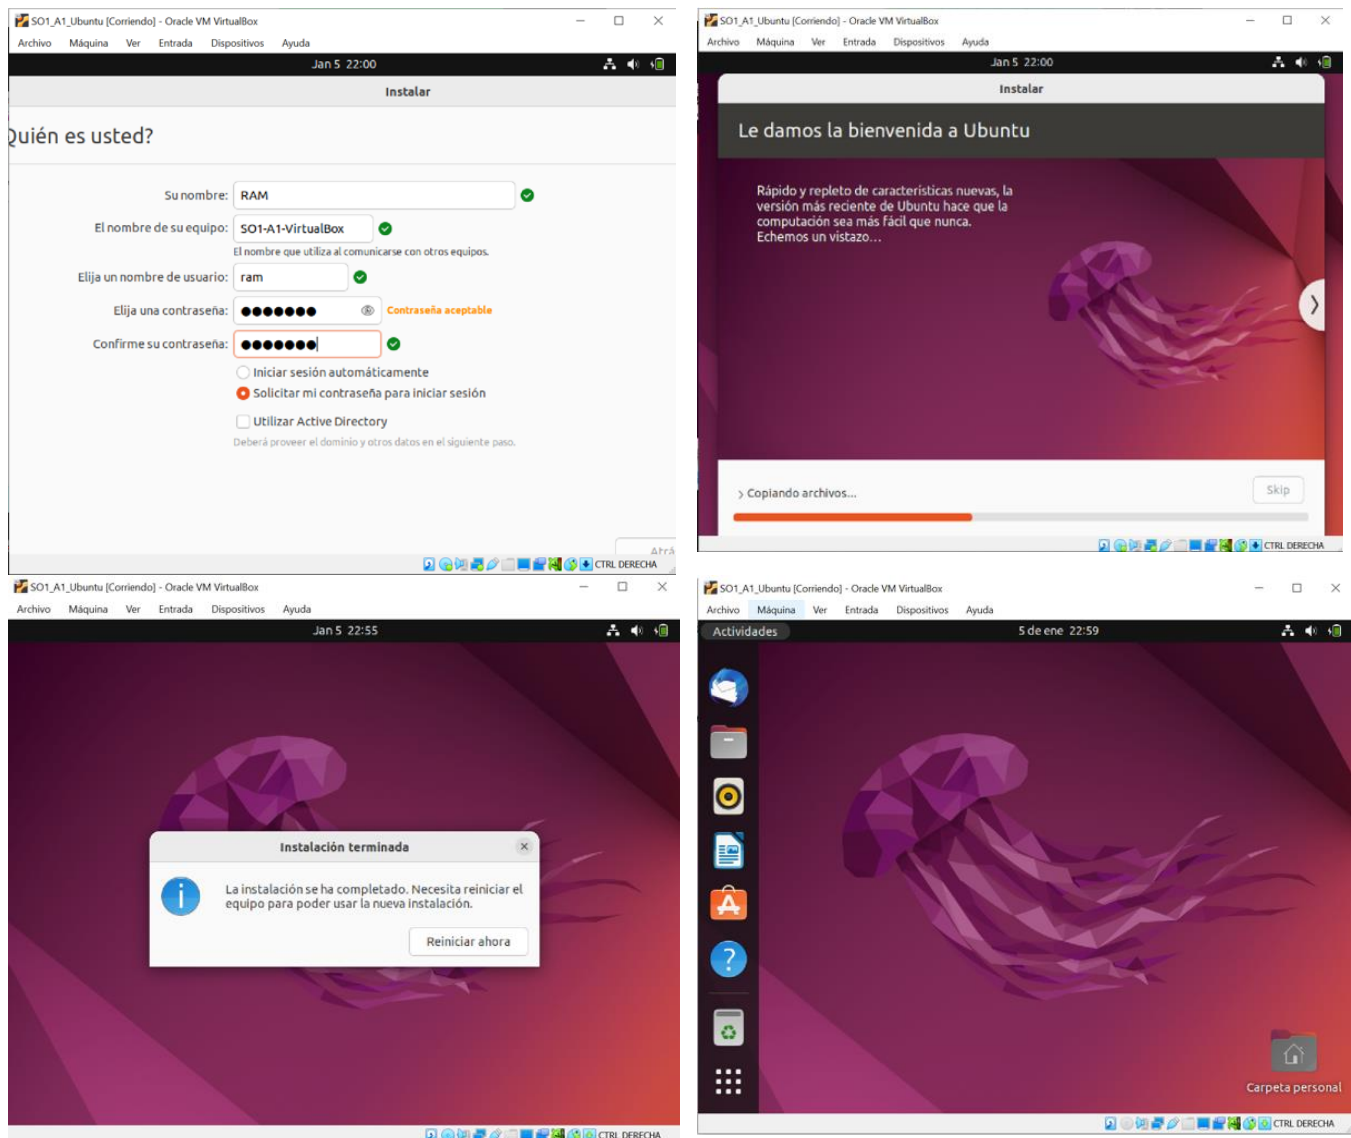 SO1_A1_Ubuntu [Corriendo] - Oracle VM VirtualBox
Archivo Máquina Ver Entrada Dispositivos Ayuda
Jan 5 22:00
Instalar
Quién es usted?
Su nombre: RAM
El nombre de su equipo: SO1-A1-VirtualBox
El nombre que utiliza al comunicarse con otros equipos.
Elija un nombre de usuario: ram
Elija una contraseña: ●●●●●●● Contraseña aceptable
Confirme su contraseña: ●●●●●●●
Iniciar sesión automáticamente
Solicitar mi contraseña para iniciar sesión
Utilizar Active Directory
Deberá proveer el dominio y otros datos en el siguiente paso.
Atrá
CTRL DERECHA
SO1_A1_Ubuntu [Corriendo] - Oracle VM VirtualBox
Archivo Máquina Ver Entrada Dispositivos Ayuda
Jan 5 22:00
Instalar
Le damos la bienvenida a Ubuntu
Rápido y repleto de características nuevas, la
versión más reciente de Ubuntu hace que la
computación sea más fácil que nunca.
Echemos un vistazo...
Copiando archivos...
Skip
CTRL DERECHA
SO1_A1_Ubuntu [Corriendo] - Oracle VM VirtualBox
Archivo Máquina Ver Entrada Dispositivos Ayuda
Jan 5 22:55
Instalación terminada
La instalación se ha completado. Necesita reiniciar el
equipo para poder usar la nueva instalación.
Reiniciar ahora
CTRL DERECHA
SO1_A1_Ubuntu [Corriendo] - Oracle VM VirtualBox
Archivo Máquina Ver Entrada Dispositivos Ayuda
Actividades
5 de ene 22:59
Carpeta personal
CTRL DERECHA